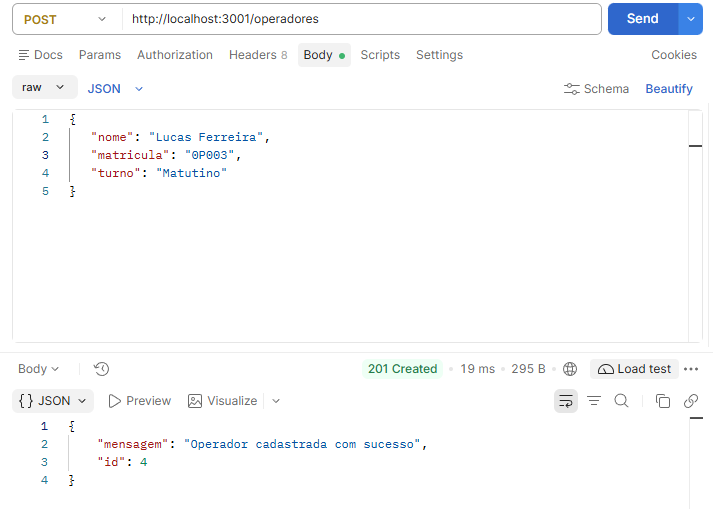 POST http://localhost:3001/operadores Send
Docs Params Authorization Headers 8 Body Scripts Settings Cookies
raw JSON Schema Beautify
1 {
2 "nome": "Lucas Ferreira",
3 "matricula": "0P003",
4 "turno": "Matutino"
5 }
Body 201 Created 19 ms 295 B Load test
{} JSON Preview Visualize
1 {
2 "mensagem": "Operador cadastrada com sucesso",
3 "id": 4
4 }